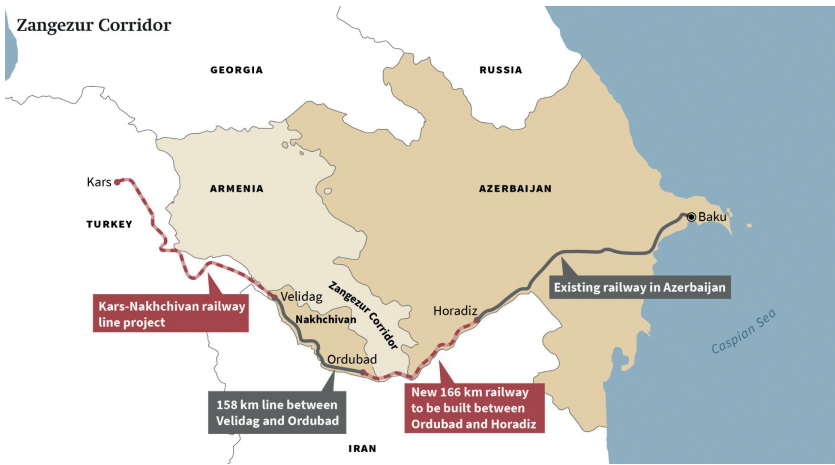 Zangezur Corridor
GEORGIA
RUSSIA
Kars
ARMENIA
AZERBAIJAN
TURKEY
Baku
Velidag
Zangezur Corridor
Existing railway in Azerbaijan
Kars-Nakhchivan railway
line project
Nakhchivan
Horadiz
Caspian Sea
Ordubad
158 km line between
Velidag and Ordubad
New 166 km railway
to be built between
Ordubad and Horadiz
IRAN